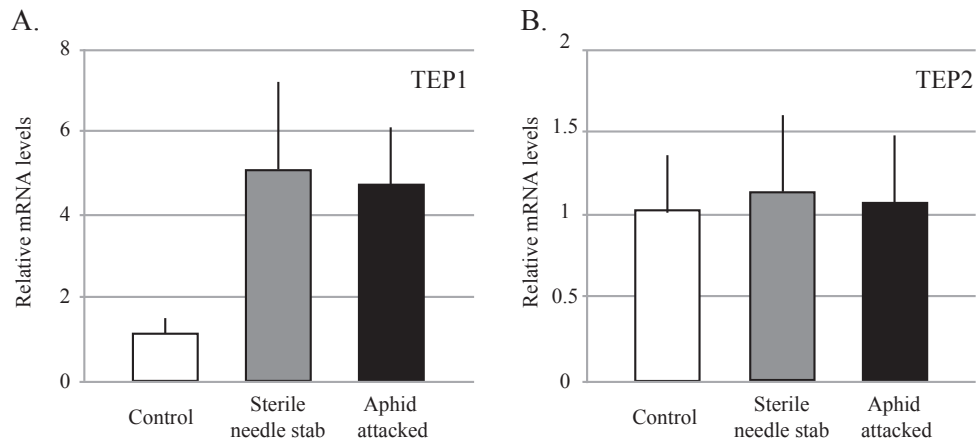 A.
TEP1
Relative mRNA levels
8
6
4
2
0
Control
Sterile
needle stab
Aphid
attacked
B.
TEP2
Relative mRNA levels
2
1.5
1
0.5
0
Control
Sterile
needle stab
Aphid
attacked